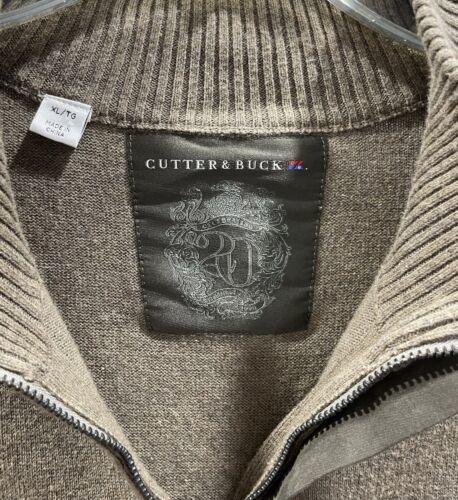 XL/TG
MADE IN
CHINA
CUTTER & BUCK
20